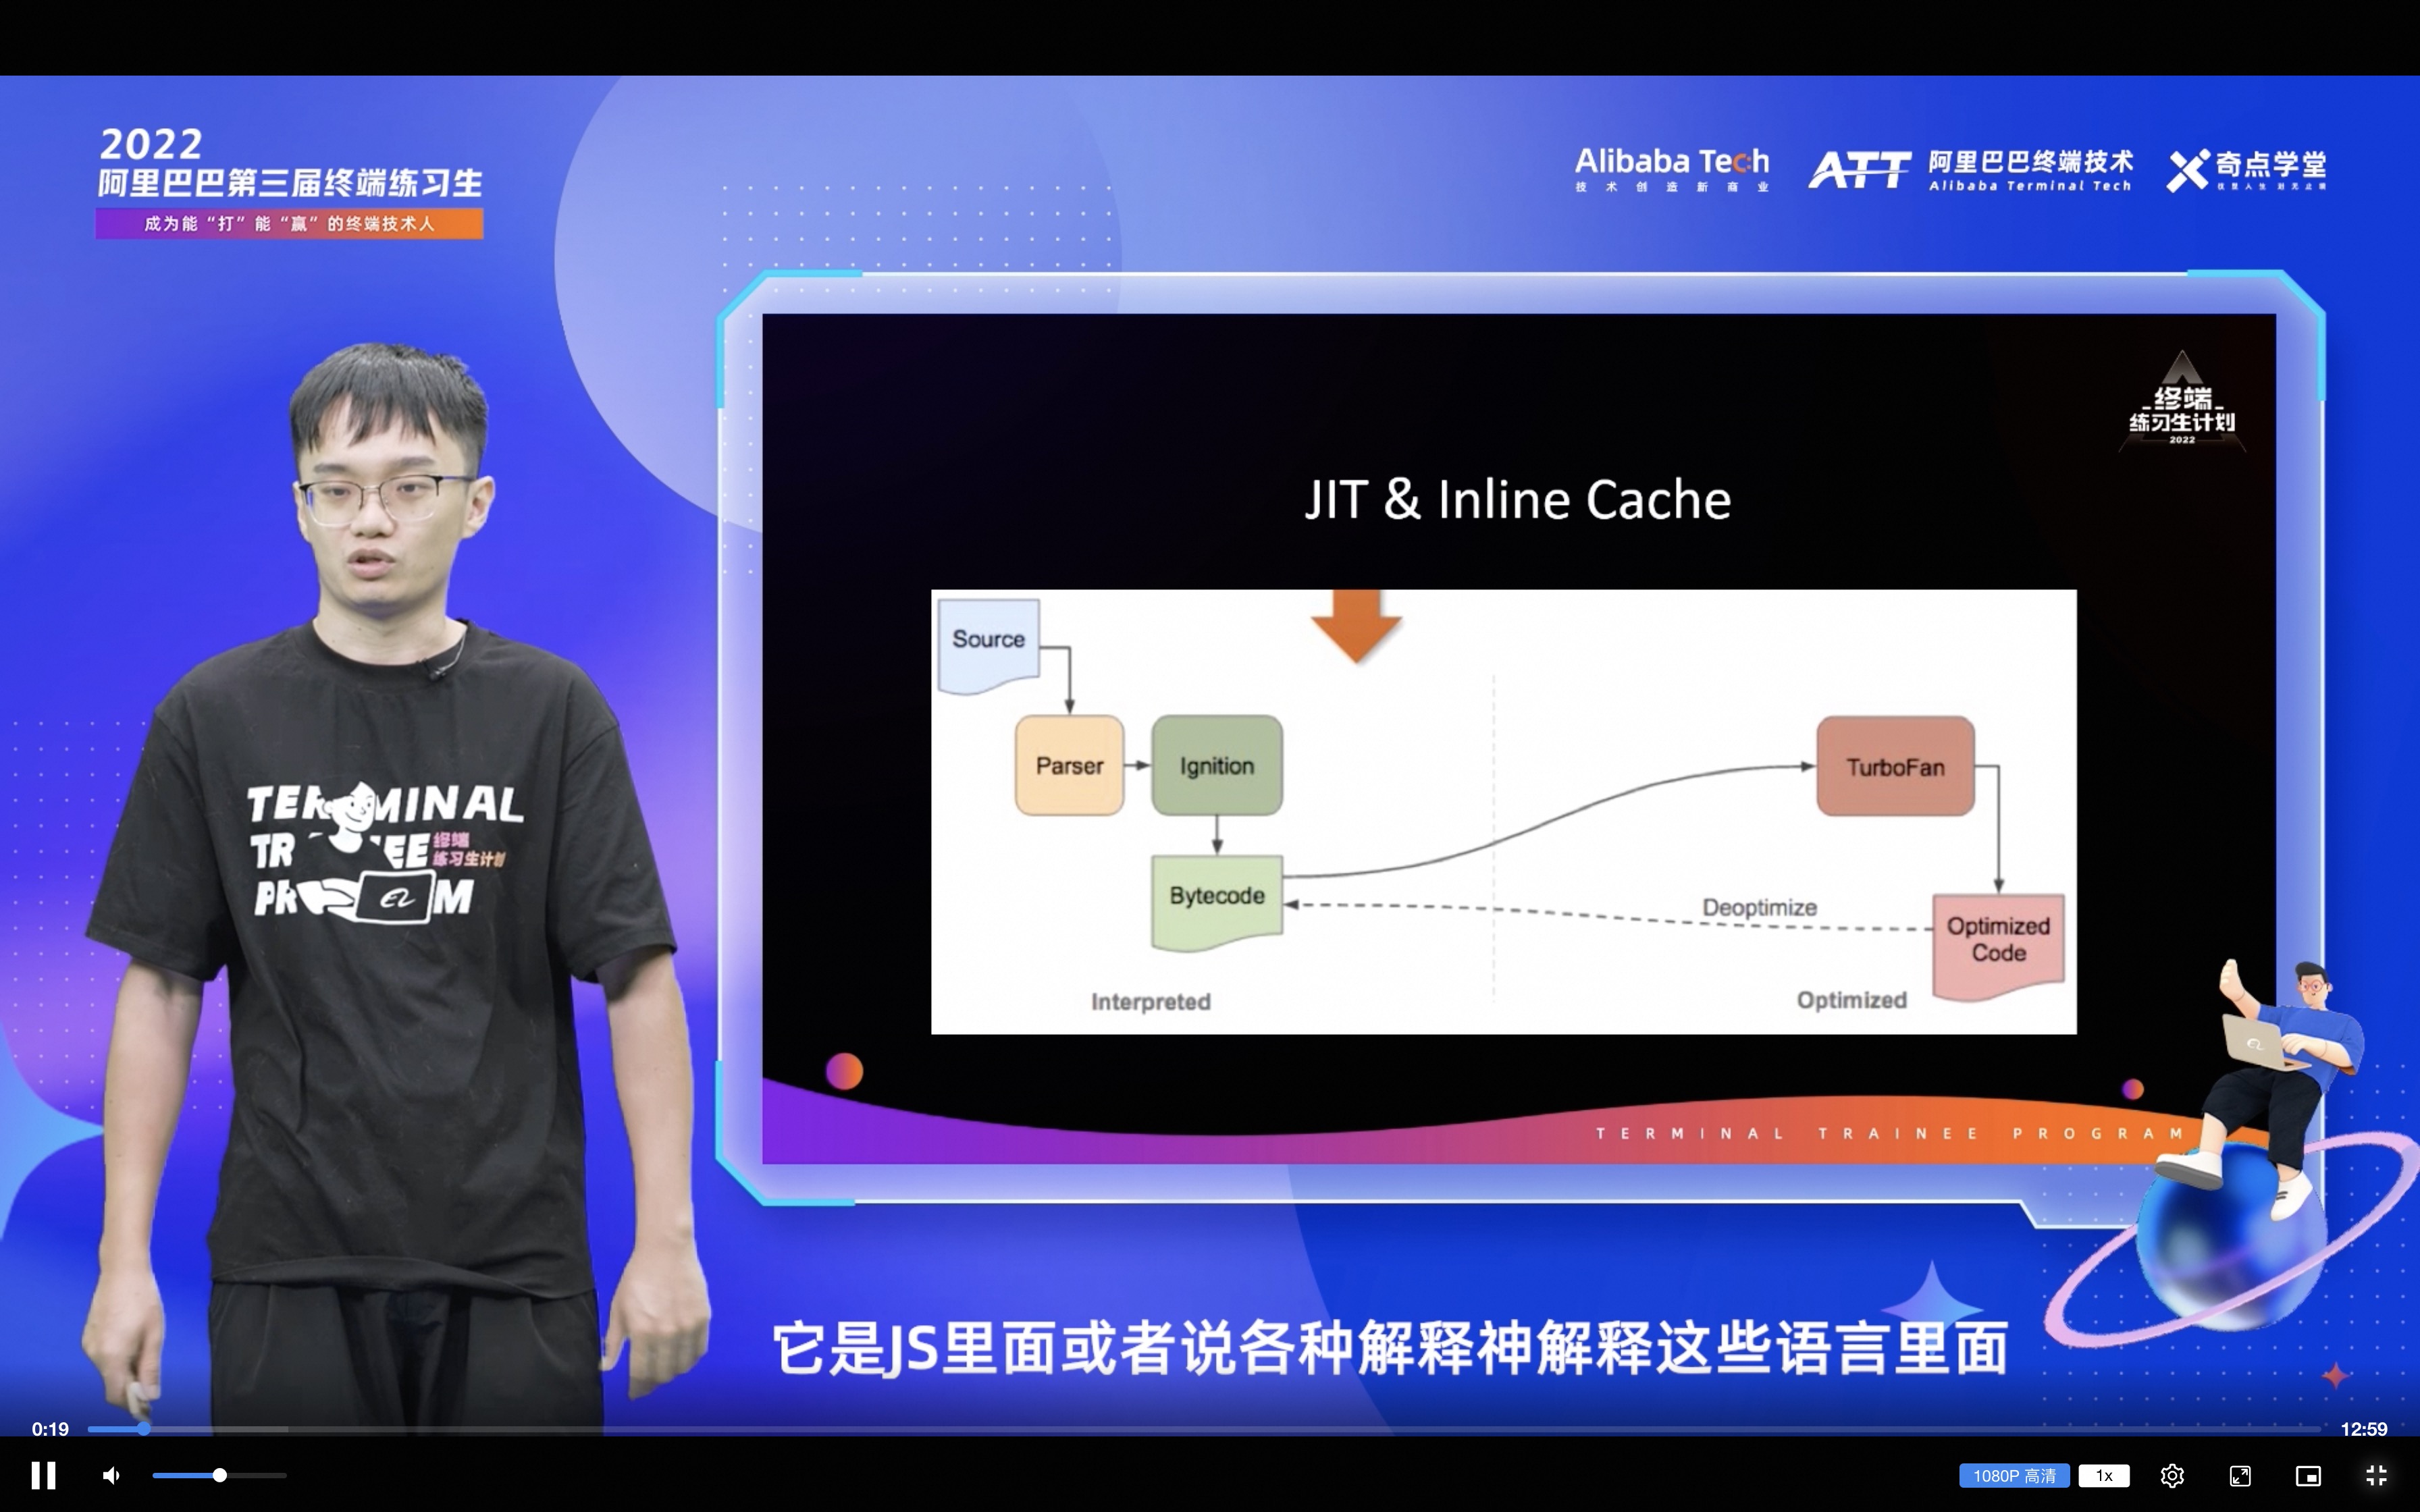 2022
阿里巴巴第三届终端练习生
成为能“打”能“赢”的终端技术人
Alibaba Tech
技术创造新商业
ATT 阿里巴巴终端技术
Alibaba Terminal Tech
奇点学堂
终端
练习生计划
2022
JIT & Inline Cache
Source
Parser
Ignition
TurboFan
Bytecode
Deoptimize
Optimized
Code
Interpreted
Optimized
TERMINAL TRAINEE PROGRAM
终端
练习生计划
它是JS里面或者说各种解释神解释这些语言里面
0:19
12:59
1080P 高清
1x